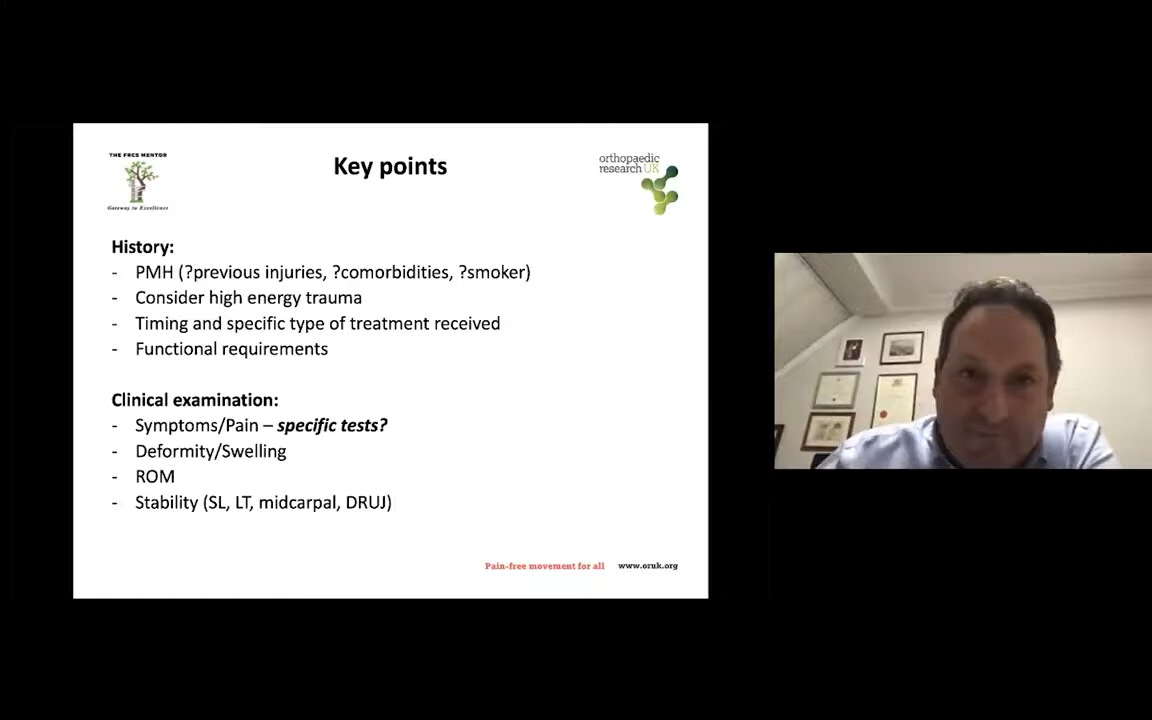 THE FRCS MENTOR
Gateway to Excellence
Key points
orthopaedic
research UK
History:
- PMH (?previous injuries, ?comorbidities, ?smoker)
- Consider high energy trauma
- Timing and specific type of treatment received
- Functional requirements
Clinical examination:
- Symptoms/Pain – specific tests?
- Deformity/Swelling
- ROM
- Stability (SL, LT, midcarpal, DRUJ)
Pain-free movement for all www.oruk.org